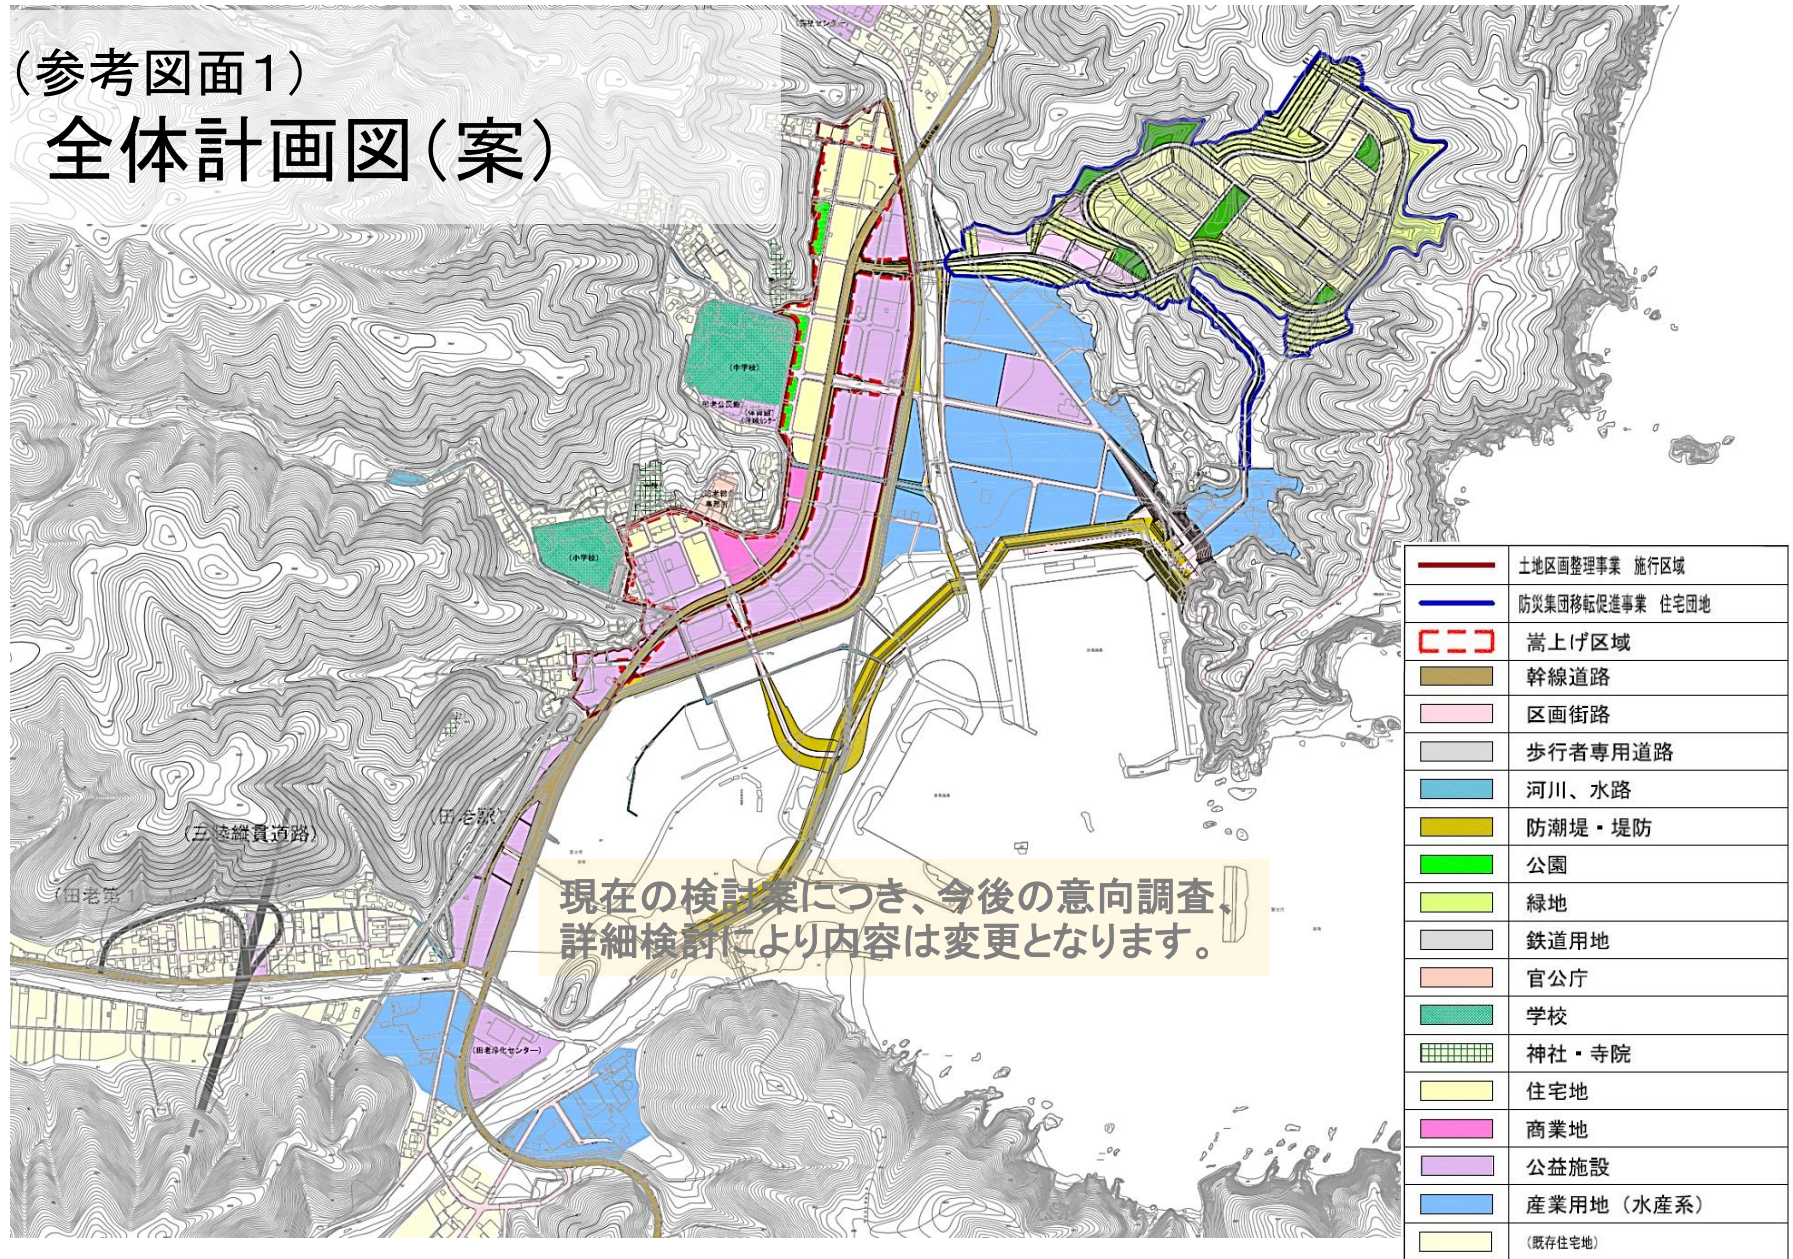 (参考図面1)
全体計画図(案)
(中学校)
(小学校)
(三陸縦貫道路)
(田老駅)
(田老浄化センター)
現在の検討案につき、今後の意向調査、
詳細検討により内容は変更となります。
土地区画整理事業　施行区域
防災集団移転促進事業　住宅団地
嵩上げ区域
幹線道路
区画街路
歩行者専用道路
河川、水路
防潮堤・堤防
公園
緑地
鉄道用地
官公庁
学校
神社・寺院
住宅地
商業地
公益施設
産業用地(水産系)
(既存住宅地)